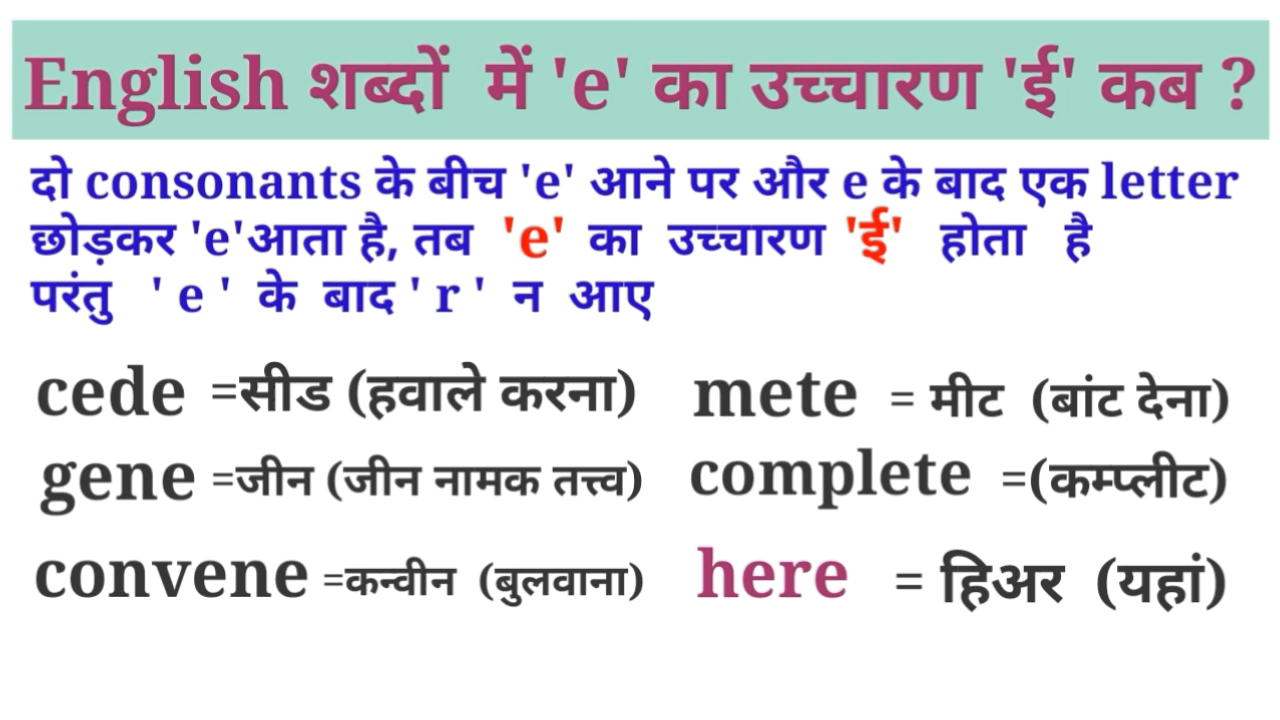 English शब्दों में 'e' का उच्चारण 'ई' कब ?
दो consonants के बीच 'e' आने पर और e के बाद एक letter
छोड़कर 'e'आता है, तब 'e' का उच्चारण 'ई' होता है
परंतु ' e ' के बाद ' r ' न आए
cede =सीड (हवाले करना) mete = मीट (बांट देना)
gene =जीन (जीन नामक तत्त्व) complete =(कम्प्लीट)
convene =कन्वीन (बुलवाना) here = हिअर (यहां)